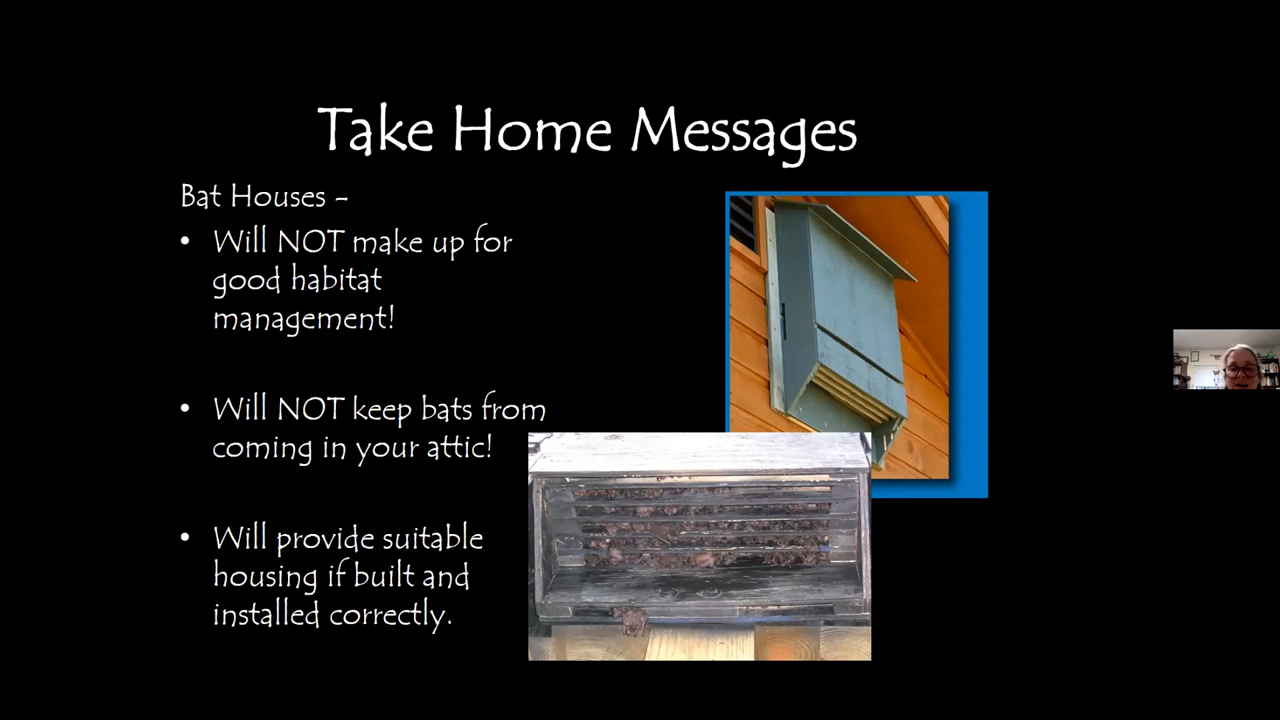 Take Home Messages
Bat Houses –
• Will NOT make up for
good habitat
management!
• Will NOT keep bats from
coming in your attic!
• Will provide suitable
housing if built and
installed correctly.